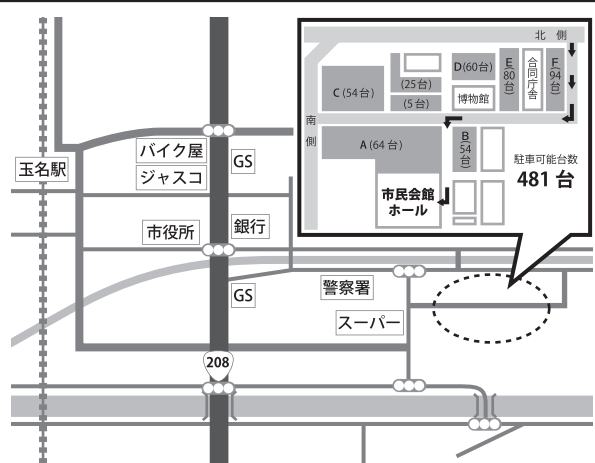 北側
D(60台)
E(80台)
合同庁舎
F(94台)
C(54台)
(25台)
(5台)
博物館
南側
A(64台)
B(54台)
駐車可能台数
481台
市民会館
ホール
バイク屋
GS
玉名駅
ジャスコ
市役所
銀行
GS
警察署
スーパー
208